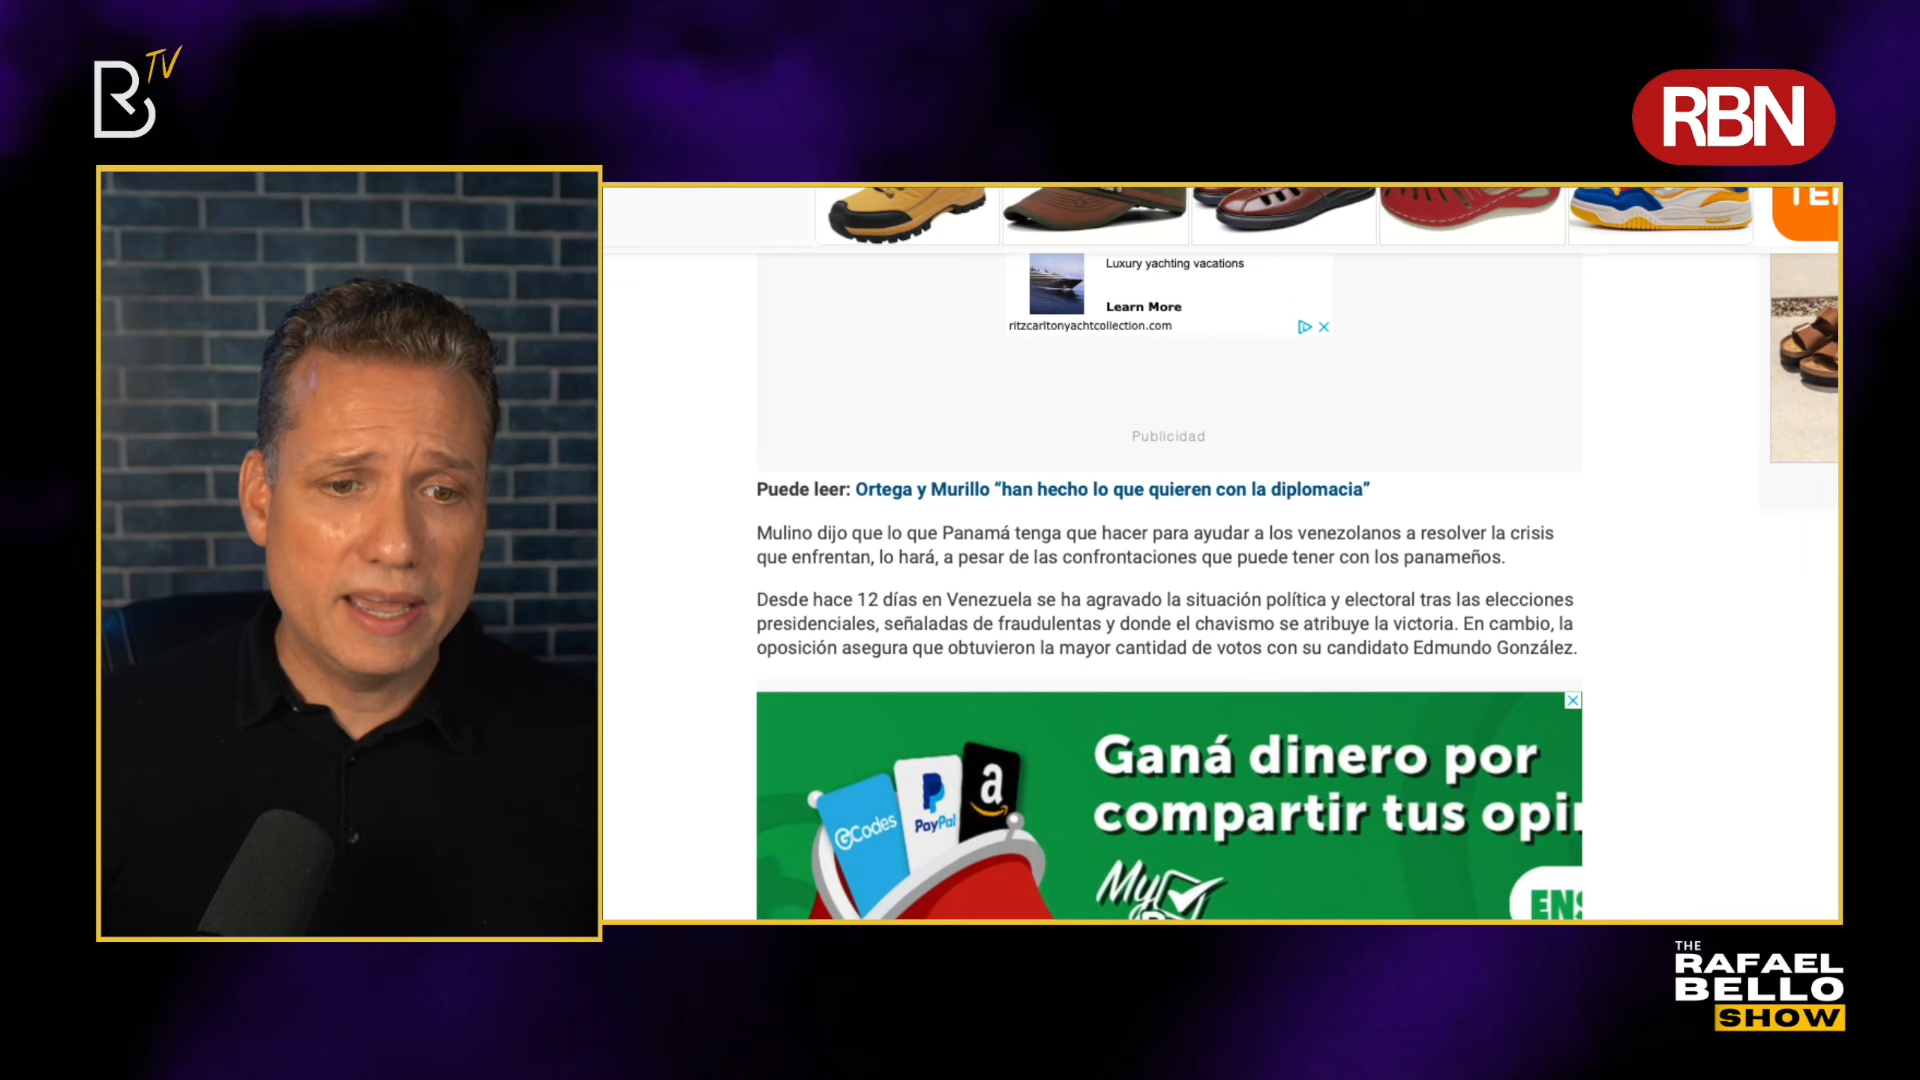 TV
RBN
TE
Luxury yachting vacations
Learn More
ritzcarltonyachtcollection.com
Publicidad
Puede leer: Ortega y Murillo “han hecho lo que quieren con la diplomacia”
Mulino dijo que lo que Panamá tenga que hacer para ayudar a los venezolanos a resolver la crisis
que enfrentan, lo hará, a pesar de las confrontaciones que puede tener con los panameños.
Desde hace 12 días en Venezuela se ha agravado la situación política y electoral tras las elecciones
presidenciales, señaladas de fraudulentas y donde el chavismo se atribuye la victoria. En cambio, la
oposición asegura que obtuvieron la mayor cantidad de votos con su candidato Edmundo González.
Ganá dinero por
compartir tus opi
GCodes
PayPal
a
My
ENS
THE
RAFAEL
BELLO
SHOW